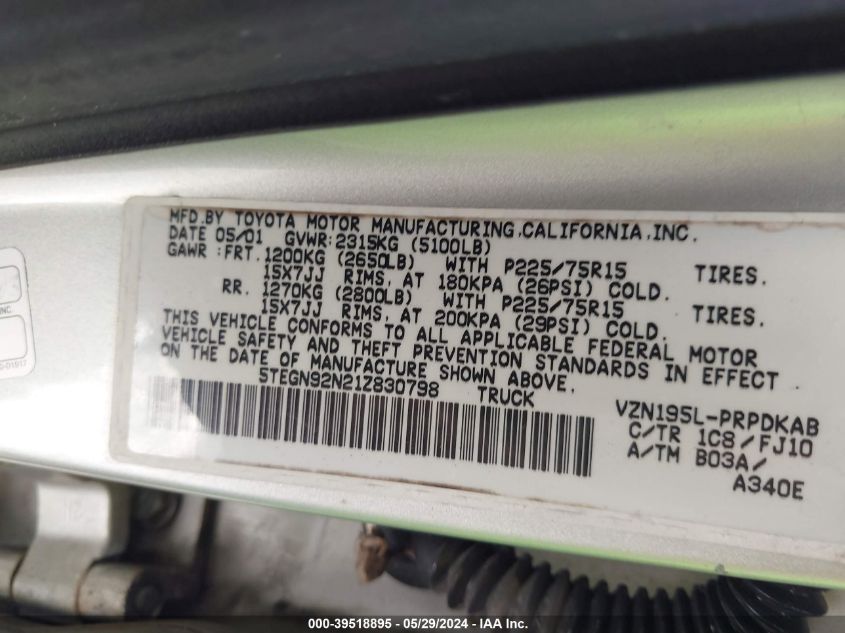 MFD.BY TOYOTA MOTOR MANUFACTURING,CALIFORNIA,INC.
DATE 05/01 GVWR:2315KG (5100LB)
GAWR :FRT. 1200KG (2650LB) WITH P225/75R15 TIRES.
15X7JJ RIMS, AT 180KPA (26PSI) COLD.
RR. 1270KG (2800LB) WITH P225/75R15 TIRES.
15X7JJ RIMS, AT 200KPA (29PSI) COLD.
THIS VEHICLE CONFORMS TO ALL APPLICABLE FEDERAL MOTOR
VEHICLE SAFETY AND THEFT PREVENTION STANDARDS IN EFFECT
ON THE DATE OF MANUFACTURE SHOWN ABOVE.
5TEGN92N21Z830798 TRUCK
VZN195L-PRPDKAB
C/TR 1C8/FJ10
A/TM B03A/
A340E
INC
000-39518895 - 05/29/2024 - IAA Inc.